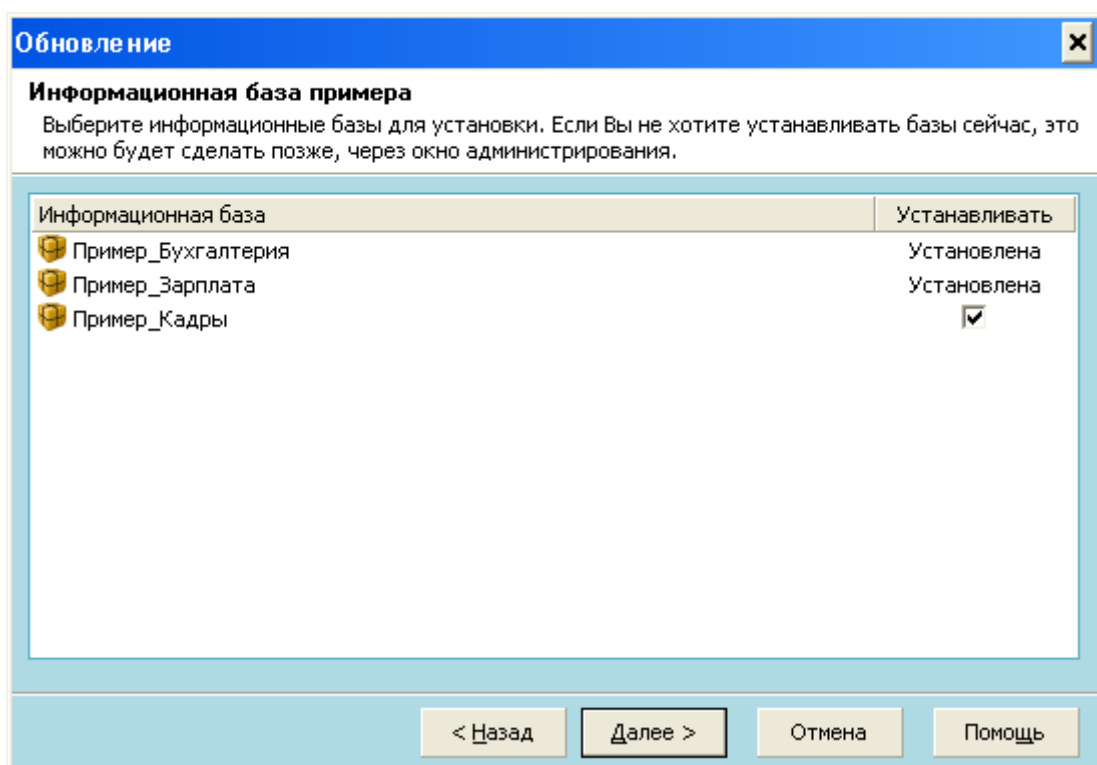 Обновление
Информационная база примера
Выберите информационные базы для установки. Если Вы не хотите устанавливать базы сейчас, это
можно будет сделать позже, через окно администрирования.
Информационная база Устанавливать
Пример_Бухгалтерия Установлена
Пример_Зарплата Установлена
Пример_Кадры
< Назад Далее > Отмена Помощь